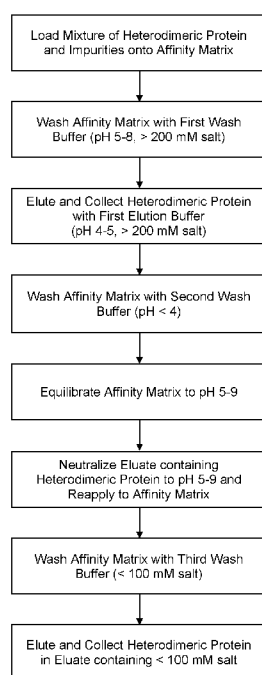 Load Mixture of Heterodimeric Protein
and Impurities onto Affinity Matrix
Wash Affinity Matrix with First Wash
Buffer (pH 5-8, > 200 mM salt)
Elute and Collect Heterodimeric Protein
with First Elution Buffer
(pH 4-5, > 200 mM salt)
Wash Affinity Matrix with Second Wash
Buffer (pH < 4)
Equilibrate Affinity Matrix to pH 5-9
Neutralize Eluate containing
Heterodimeric Protein to pH 5-9 and
Reapply to Affinity Matrix
Wash Affinity Matrix with Third Wash
Buffer (< 100 mM salt)
Elute and Collect Heterodimeric Protein
in Eluate containing < 100 mM salt